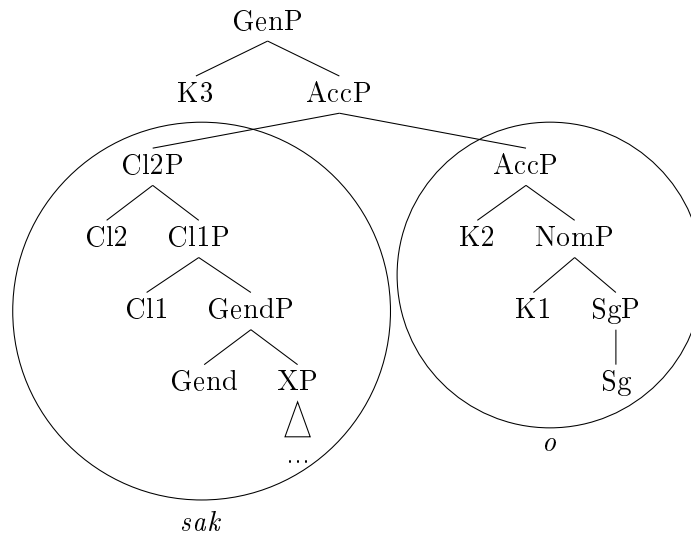 GenP
K3 AccP
Cl2P AccP
Cl2 Cl1P K2 NomP
Cl1 GendP K1 SgP
Gend XP Sg
...
o
sak